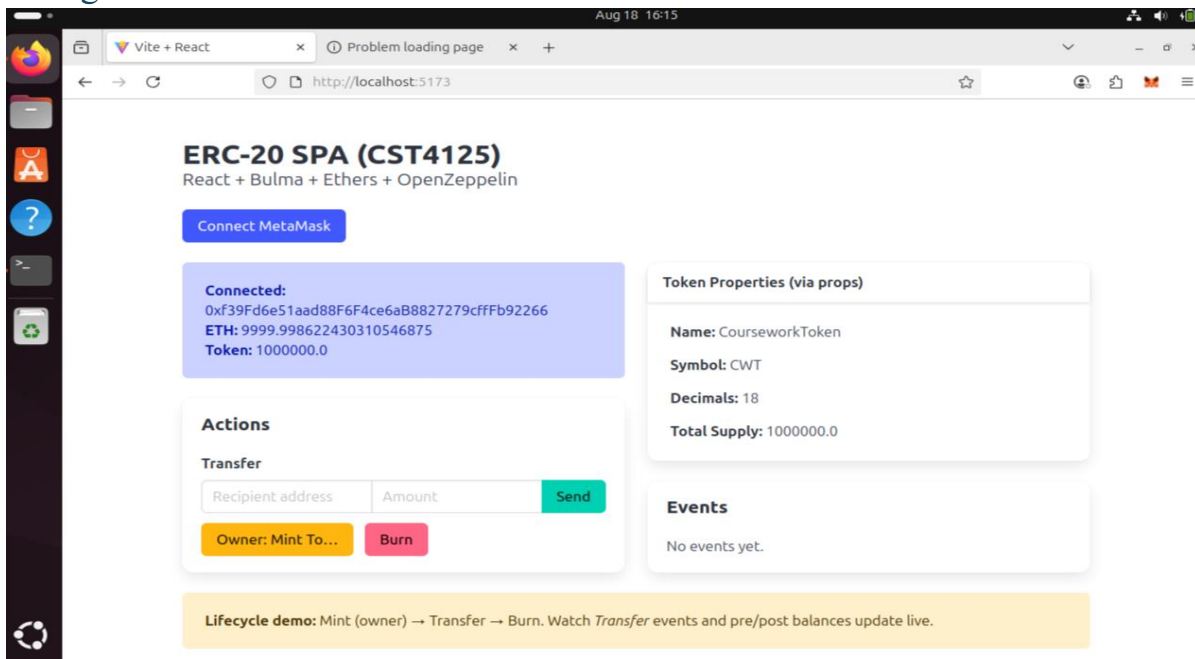 Aug 18 16:15
Vite + React
Problem loading page
http://localhost:5173
ERC-20 SPA (CST4125)
React + Bulma + Ethers + OpenZeppelin
Connect MetaMask
Connected:
0xf39Fd6e51aad88F6F4ce6aB8827279cffFb92266
ETH: 9999.998622430310546875
Token: 1000000.0
Actions
Transfer
Recipient address
Amount
Send
Owner: Mint To...
Burn
Token Properties (via props)
Name: CourseworkToken
Symbol: CWT
Decimals: 18
Total Supply: 1000000.0
Events
No events yet.
Lifecycle demo: Mint (owner) → Transfer → Burn. Watch Transfer events and pre/post balances update live.